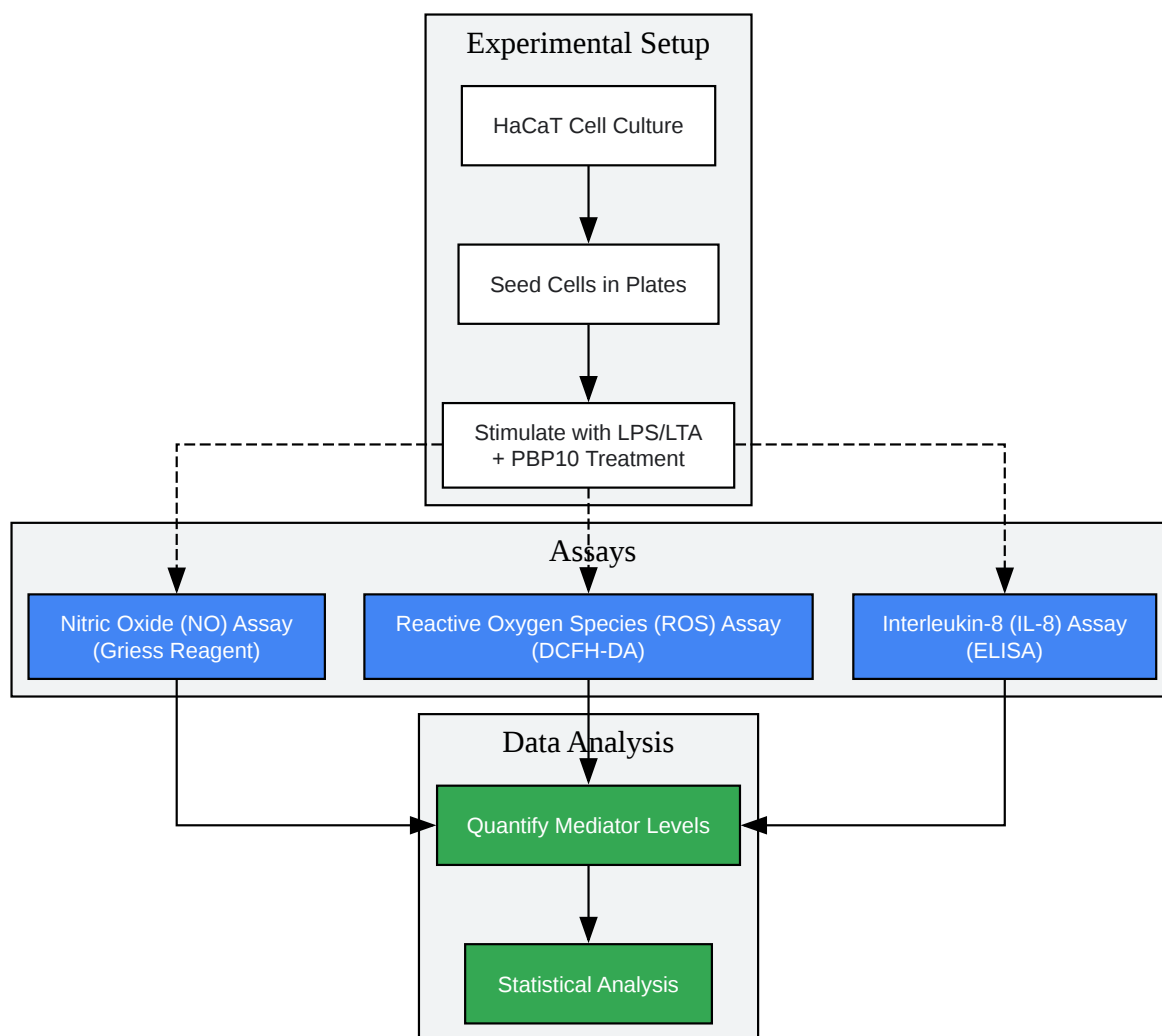 Experimental Setup
HaCaT Cell Culture
Seed Cells in Plates
Stimulate with LPS/LTA
+ PBP10 Treatment
Assays
Nitric Oxide (NO) Assay
(Griess Reagent)
Reactive Oxygen Species (ROS) Assay
(DCFH-DA)
Interleukin-8 (IL-8) Assay
(ELISA)
Data Analysis
Quantify Mediator Levels
Statistical Analysis